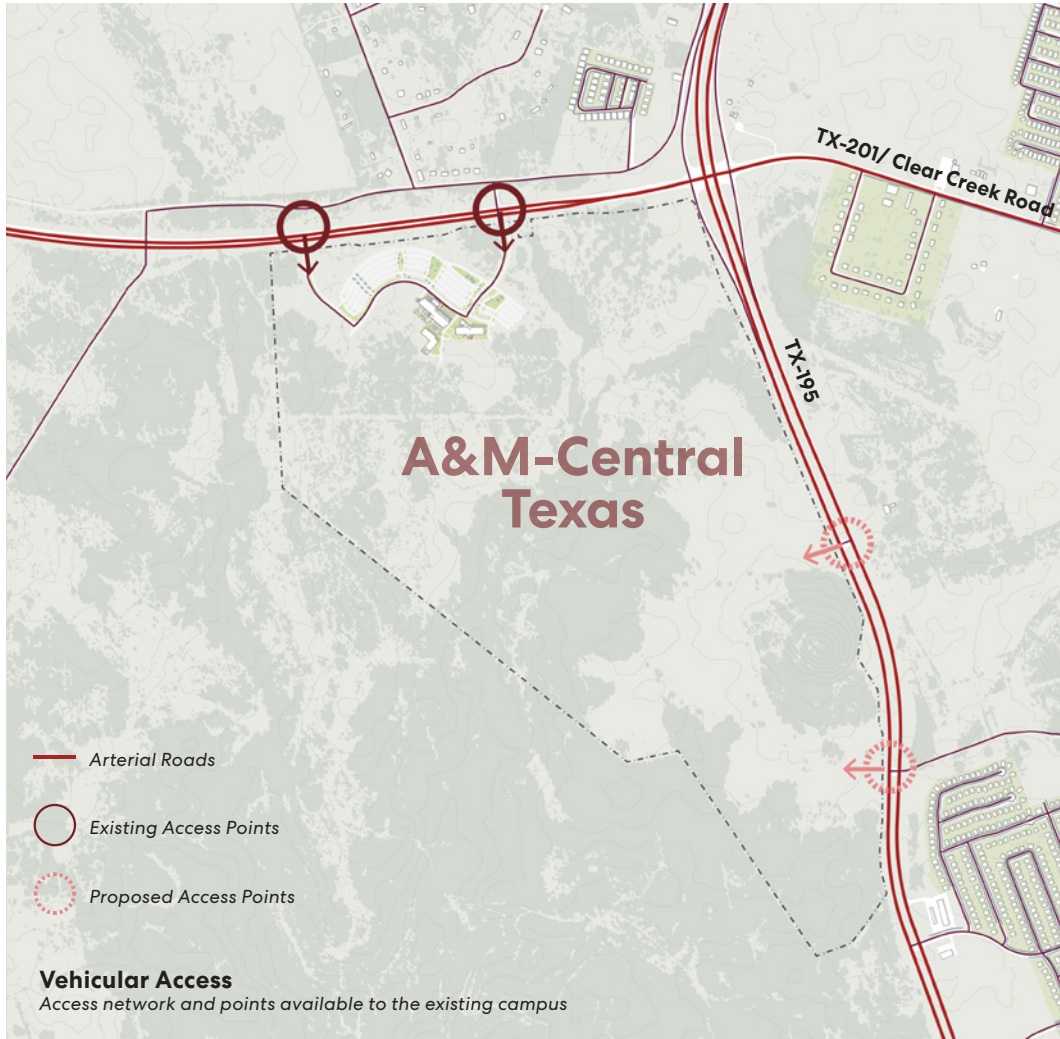 TX-201/ Clear Creek Road
TX-195
A&M-Central
Texas
Arterial Roads
Existing Access Points
Proposed Access Points
Vehicular Access
Access network and points available to the existing campus